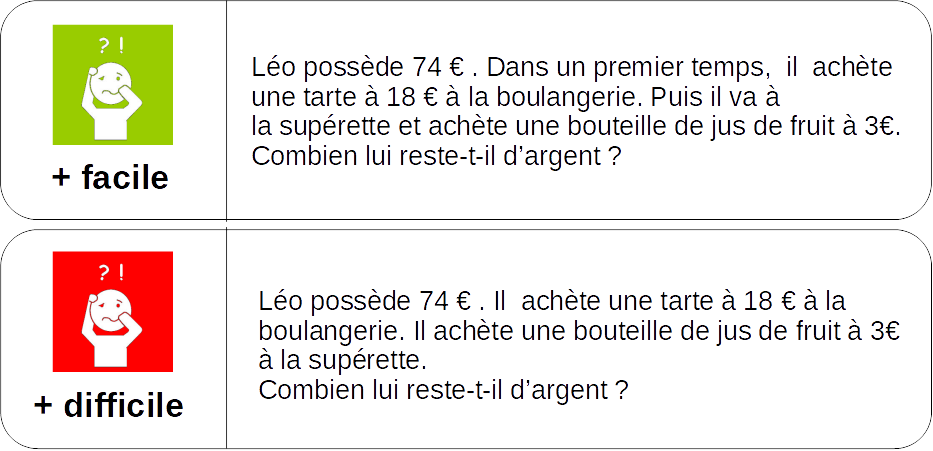 ? !
+ facile
Léo possède 74 € . Dans un premier temps, il achète
une tarte à 18 € à la boulangerie. Puis il va à
la supérette et achète une bouteille de jus de fruit à 3€.
Combien lui reste-t-il d’argent ?
? !
+ difficile
Léo possède 74 € . Il achète une tarte à 18 € à la
boulangerie. Il achète une bouteille de jus de fruit à 3€
à la supérette.
Combien lui reste-t-il d’argent ?